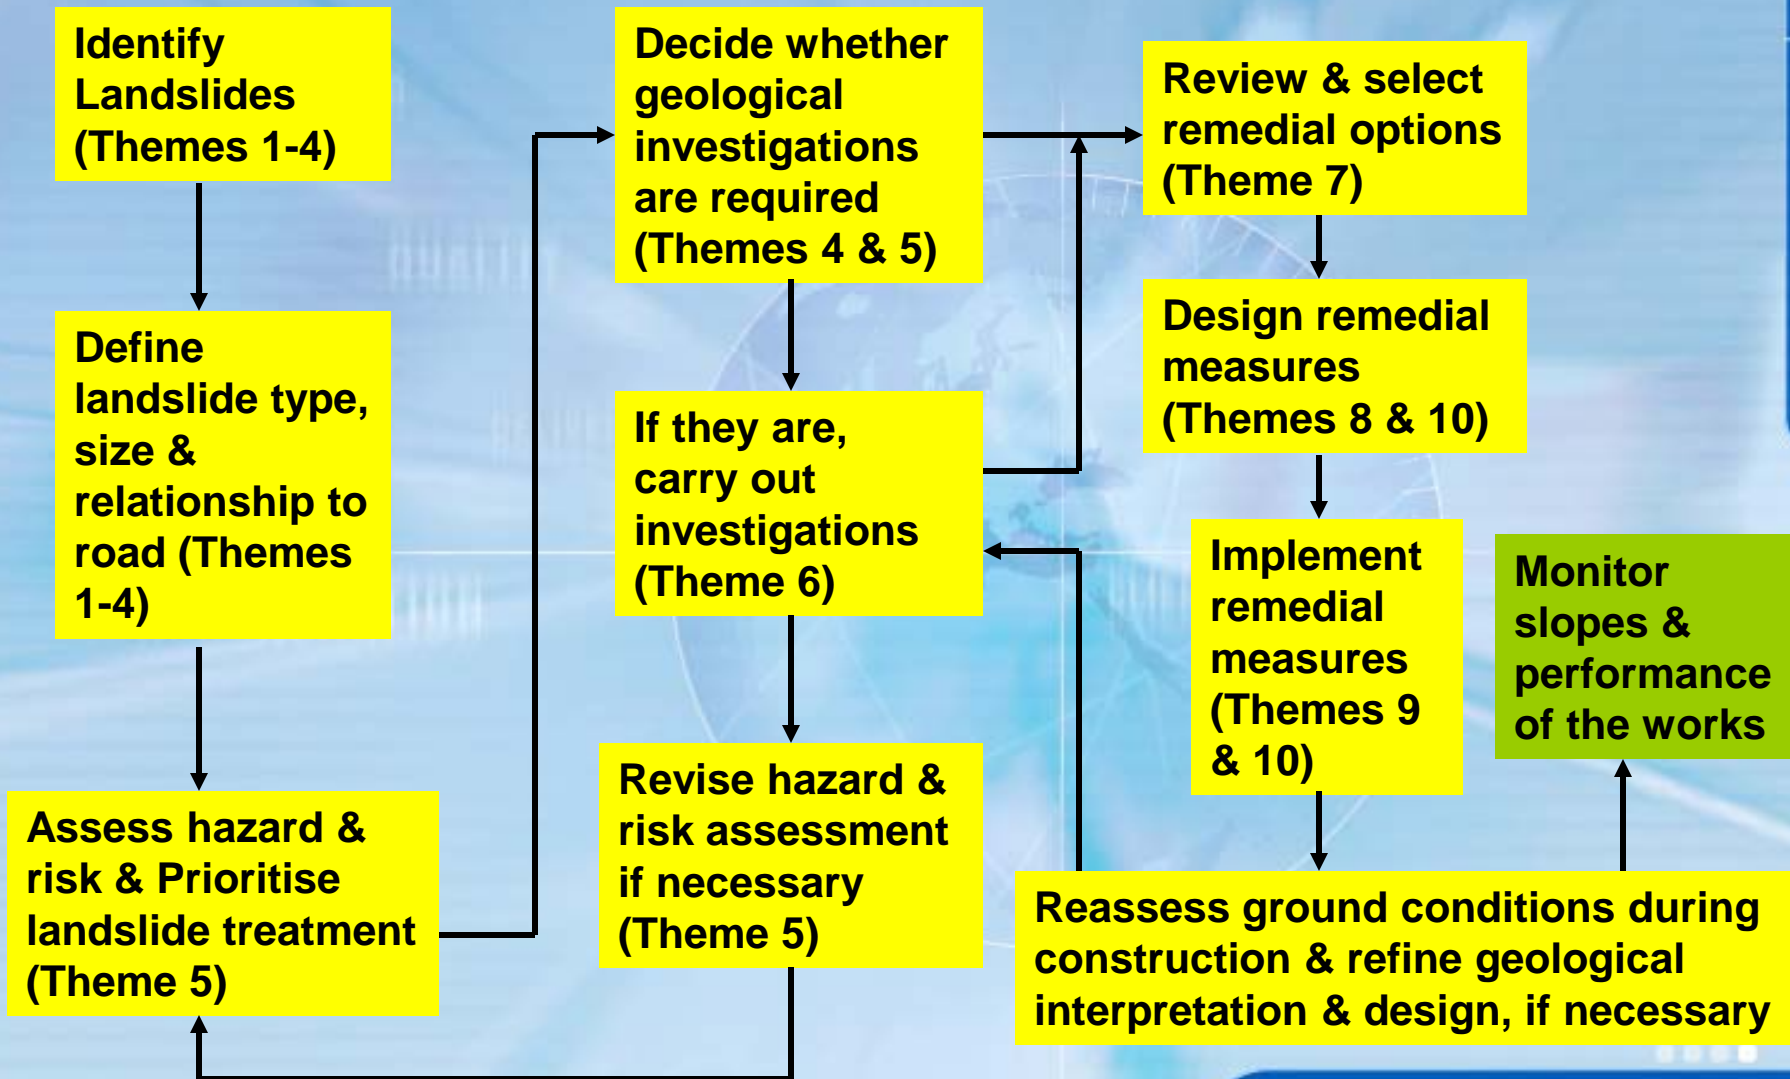 Identify
Landslides
(Themes 1-4)
Define
landslide type,
size &
relationship to
road (Themes
1-4)
Assess hazard &
risk & Prioritise
landslide treatment
(Theme 5)
Decide whether
geological
investigations
are required
(Themes 4 & 5)
If they are,
carry out
investigations
(Theme 6)
Revise hazard &
risk assessment
if necessary
(Theme 5)
Review & select
remedial options
(Theme 7)
Design remedial
measures
(Themes 8 & 10)
Implement
remedial
measures
(Themes 9
& 10)
Reassess ground conditions during
construction & refine geological
interpretation & design, if necessary
Monitor
slopes &
performance
of the works